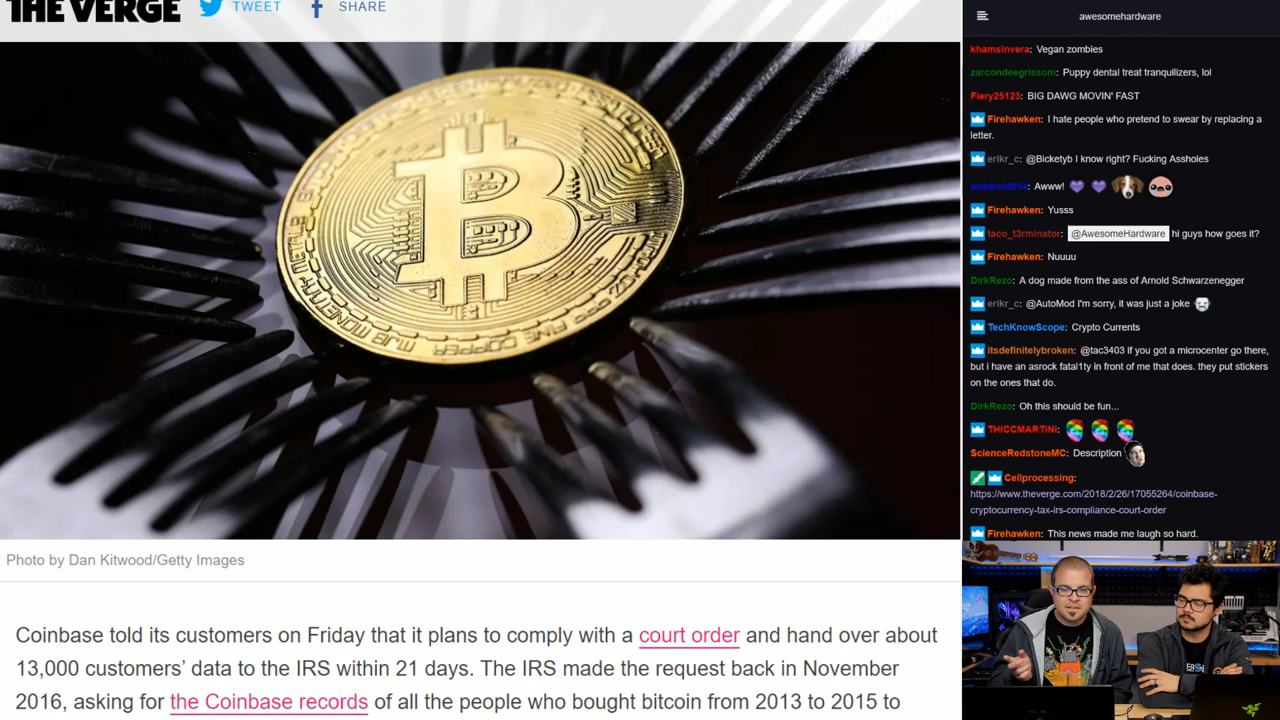 THE VERGE
TWEET
SHARE
Photo by Dan Kitwood/Getty Images
Coinbase told its customers on Friday that it plans to comply with a court order and hand over about
13,000 customers’ data to the IRS within 21 days. The IRS made the request back in November
2016, asking for the Coinbase records of all the people who bought bitcoin from 2013 to 2015 to
awesomehardware
khamsinvera: Vegan zombies
zarcondeegrissom: Puppy dental treat tranquilizers, lol
Fiery25123: BIG DAWG MOVIN' FAST
Firehawken: I hate people who pretend to swear by replacing a
letter.
erikr_c: @Bicketyb I know right? Fucking Assholes
Awww!
Firehawken: Yusss
taco_t3rminator: @AwesomeHardware hi guys how goes it?
Firehawken: Nuuuu
DirkRezo: A dog made from the ass of Arnold Schwarzenegger
erikr_c: @AutoMod I'm sorry, it was just a joke
TechKnowScope: Crypto Currents
itsdefinitelybroken: @tac3403 if you got a microcenter go there,
but i have an asrock fatal1ty in front of me that does. they put stickers
on the ones that do.
DirkRezo: Oh this should be fun...
THICCMARTiNi:
ScienceRedstoneMC: Description
Cellprocessing:
https://www.theverge.com/2018/2/26/17055264/coinbase-
cryptocurrency-tax-irs-compliance-court-order
Firehawken: This news made me laugh so hard.